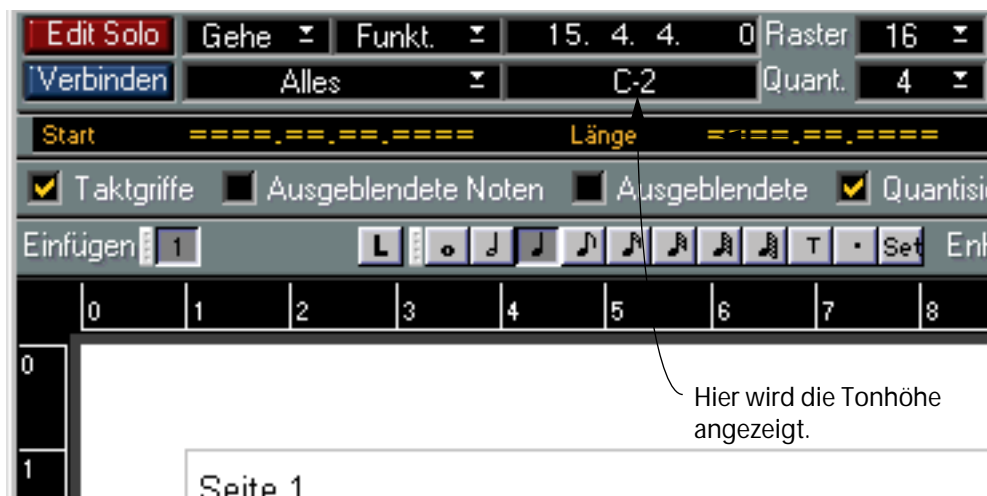 Edit Solo Gehe Funkt. 15. 4. 4. 0 Raster 16
Verbinden Alles C-2 Quant. 4
Start ====.==.==.==== Länge ====.==.====
Taktgriffe Ausgeblendete Noten Ausgeblendete
Einfügen 1 L T . Set
0 1 2 3 4 5 6 7 8
0
Hier wird die Tonhöhe
angezeigt.
1
Seite 1